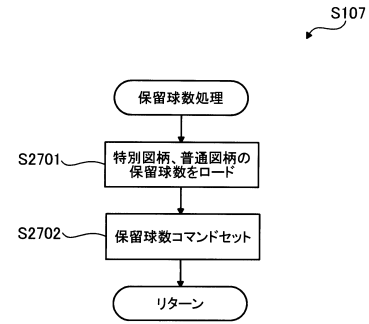 S107
保留球数処理
S2701
特別図柄、普通図柄の
保留球数をロード
S2702
保留球数コマンドセット
リターン